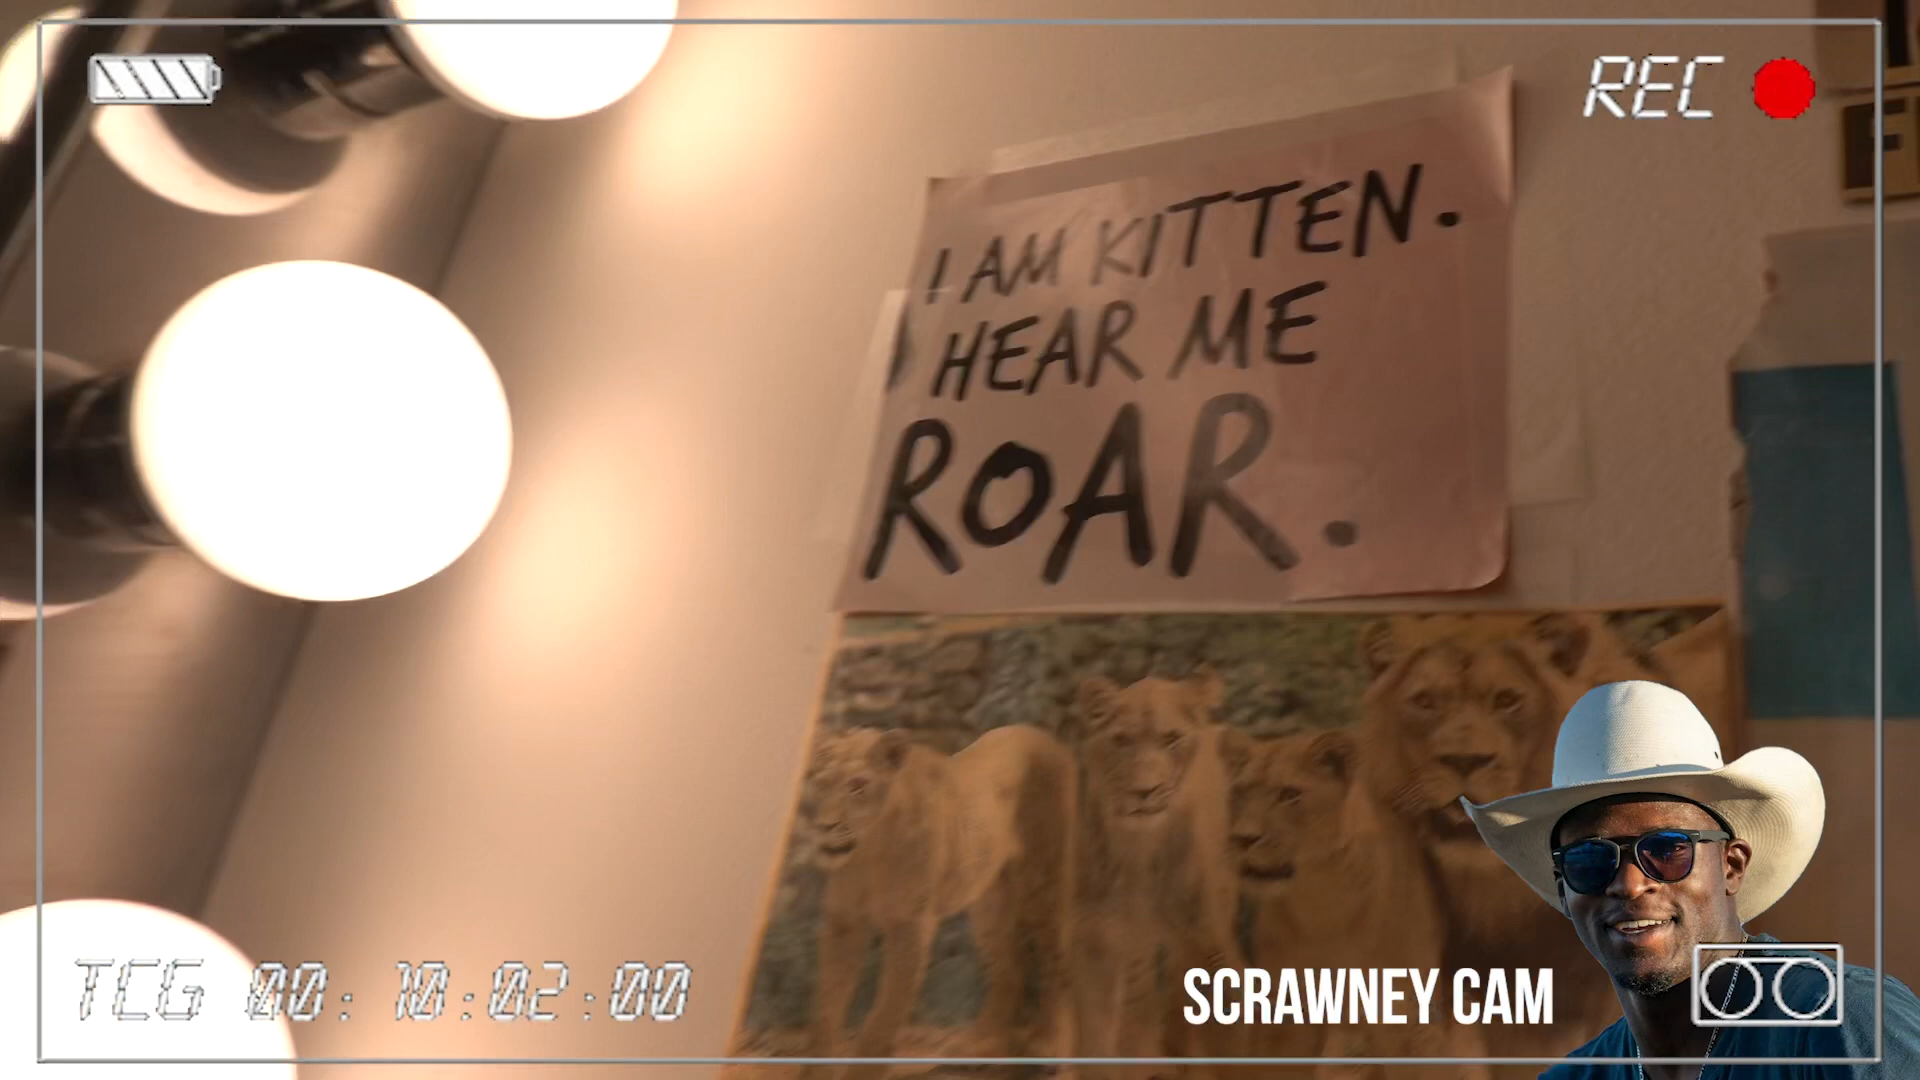 REC
I AM KITTEN.
HEAR ME
ROAR.
TCG 00:10:02:00
SCRAWNEY CAM